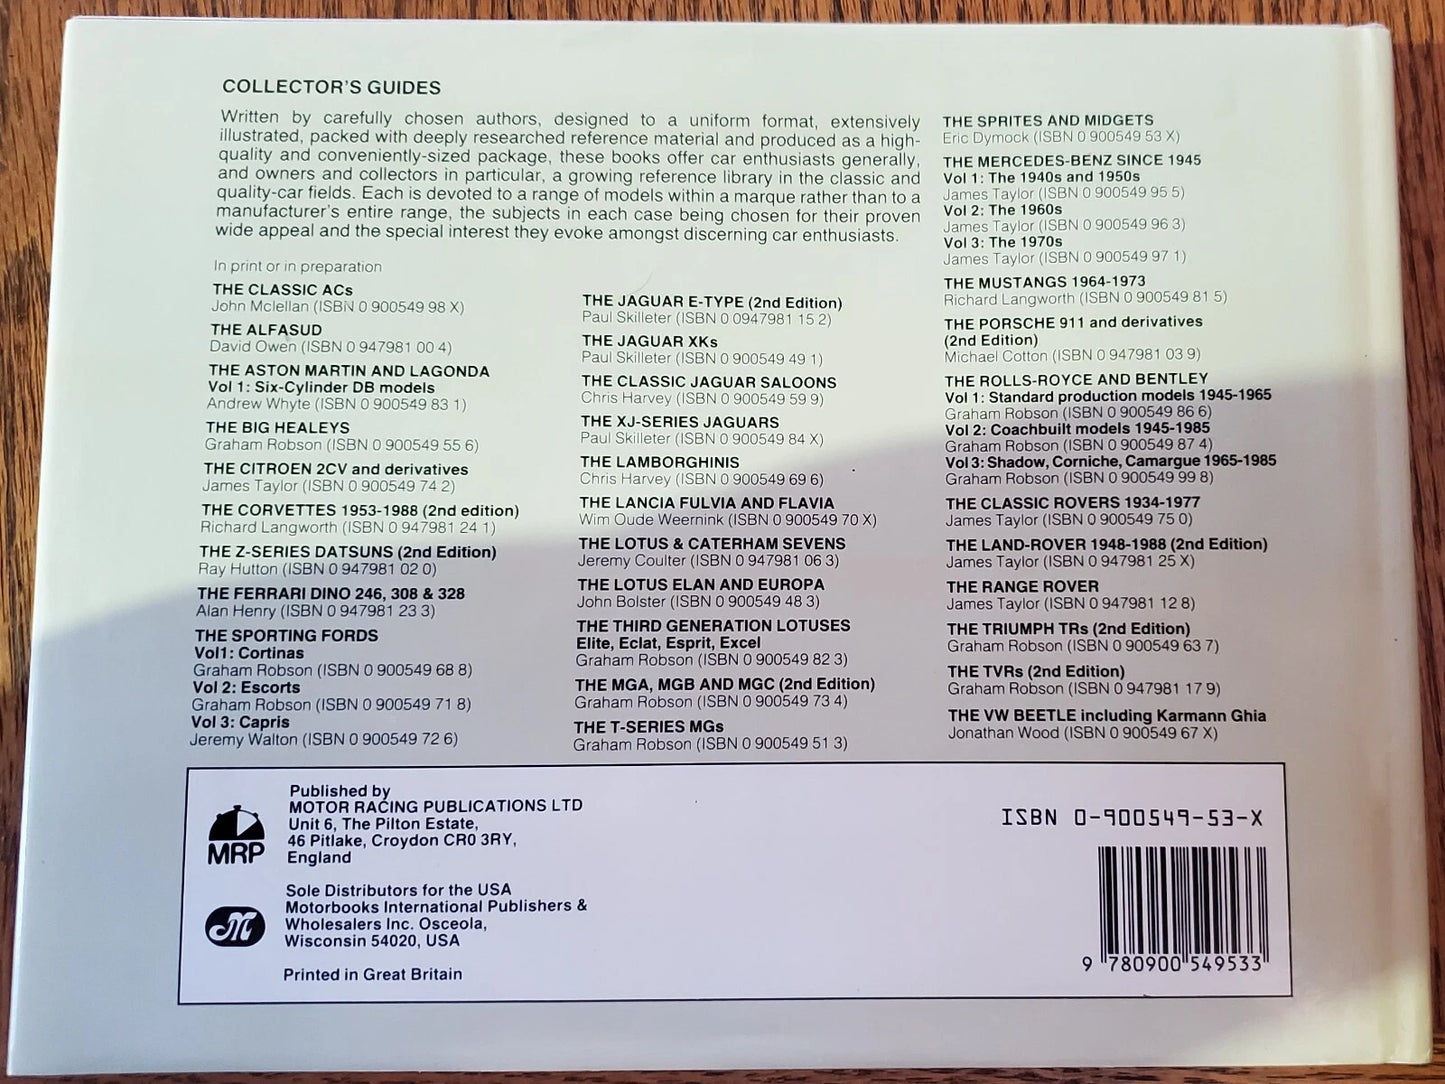 COLLECTOR'S GUIDES
Written by carefully chosen authors, designed to a uniform format, extensively
illustrated, packed with deeply researched reference material and produced as a high-
quality and conveniently-sized package, these books offer car enthusiasts generally,
and owners and collectors in particular, a growing reference library in the classic and
quality-car fields. Each is devoted to a range of models within a marque rather than to a
manufacturer's entire range, the subjects in each case being chosen for their proven
wide appeal and the special interest they evoke amongst discerning car enthusiasts.
In print or in preparation
THE CLASSIC ACs
John Mclellan (ISBN 0 900549 98 X)
THE ALFASUD
David Owen (ISBN 0 947981 00 4)
THE ASTON MARTIN AND LAGONDA
Vol 1: Six-Cylinder DB models
Andrew Whyte (ISBN 0 900549 83 1)
THE BIG HEALEYS
Graham Robson (ISBN 0 900549 55 6)
THE CITROEN 2CV and derivatives
James Taylor (ISBN 0 900549 74 2)
THE CORVETTES 1953-1988 (2nd edition)
Richard Langworth (ISBN 0 947981 24 1)
THE Z-SERIES DATSUNS (2nd Edition)
Ray Hutton (ISBN 0 947981 02 0)
THE FERRARI DINO 246, 308 & 328
Alan Henry (ISBN 0 947981 23 3)
THE SPORTING FORDS
Vol1: Cortinas
Graham Robson (ISBN 0 900549 68 8)
Vol 2: Escorts
Graham Robson (ISBN 0 900549 71 8)
Vol 3: Capris
Jeremy Walton (ISBN 0 900549 72 6)
THE JAGUAR E-TYPE (2nd Edition)
Paul Skilleter (ISBN 0 0947981 15 2)
THE JAGUAR XKs
Paul Skilleter (ISBN 0 900549 49 1)
THE CLASSIC JAGUAR SALOONS
Chris Harvey (ISBN 0 900549 59 9)
THE XJ-SERIES JAGUARS
Paul Skilleter (ISBN 0 900549 84 X)
THE LAMBORGHINIS
Chris Harvey (ISBN 0 900549 69 6)
THE LANCIA FULVIA AND FLAVIA
Wim Oude Weernink (ISBN 0 900549 70 X)
THE LOTUS & CATERHAM SEVENS
Jeremy Coulter (ISBN 0 947981 06 3)
THE LOTUS ELAN AND EUROPA
John Bolster (ISBN 0 900549 48 3)
THE THIRD GENERATION LOTUSES
Elite, Eclat, Esprit, Excel
Graham Robson (ISBN 0 900549 82 3)
THE MGA, MGB AND MGC (2nd Edition)
Graham Robson (ISBN 0 900549 73 4)
THE T-SERIES MGs
Graham Robson (ISBN 0 900549 51 3)
THE SPRITES AND MIDGETS
Eric Dymock (ISBN 0 900549 53 X)
THE MERCEDES-BENZ SINCE 1945
Vol 1: The 1940s and 1950s
James Taylor (ISBN 0 900549 95 5)
Vol 2: The 1960s
James Taylor (ISBN 0 900549 96 3)
Vol 3: The 1970s
James Taylor (ISBN 0 900549 97 1)
THE MUSTANGS 1964-1973
Richard Langworth (ISBN 0 900549 81 5)
THE PORSCHE 911 and derivatives
(2nd Edition)
Michael Cotton (ISBN 0 947981 03 9)
THE ROLLS-ROYCE AND BENTLEY
Vol 1: Standard production models 1945-1965
Graham Robson (ISBN 0 900549 86 6)
Vol 2: Coachbuilt models 1945-1985
Graham Robson (ISBN 0 900549 87 4)
Vol 3: Shadow, Corniche, Camargue 1965-1985
Graham Robson (ISBN 0 900549 99 8)
THE CLASSIC ROVERS 1934-1977
James Taylor (ISBN 0 900549 75 0)
THE LAND-ROVER 1948-1988 (2nd Edition)
James Taylor (ISBN 0 947981 25 X)
THE RANGE ROVER
James Taylor (ISBN 0 947981 12 8)
THE TRIUMPH TRs (2nd Edition)
Graham Robson (ISBN 0 900549 63 7)
THE TVRs (2nd Edition)
Graham Robson (ISBN 0 947981 17 9)
THE VW BEETLE including Karmann Ghia
Jonathan Wood (ISBN 0 900549 67 X)
MRP
Published by
MOTOR RACING PUBLICATIONS LTD
Unit 6, The Pilton Estate,
46 Pitlake, Croydon CR0 3RY,
England
M
Sole Distributors for the USA
Motorbooks International Publishers &
Wholesalers Inc. Osceola,
Wisconsin 54020, USA
Printed in Great Britain
ISBN 0-900549-53-X
9 780900 549533